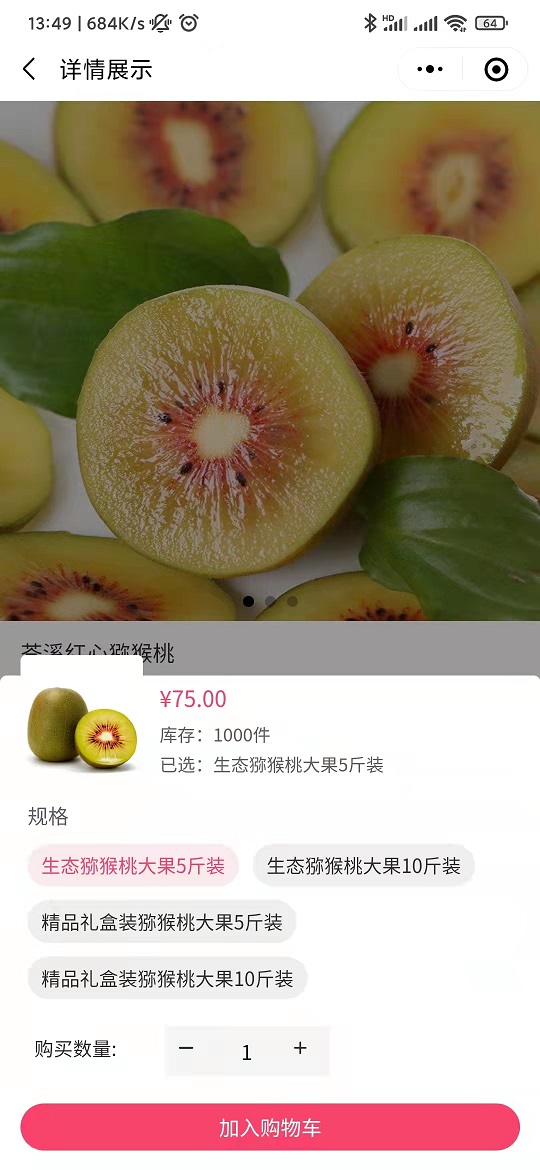 13:49 | 684K/s
HD
64
详情展示
苍溪红心猕猴桃
¥75.00
库存：1000件
已选：生态猕猴桃大果5斤装
规格
生态猕猴桃大果5斤装 生态猕猴桃大果10斤装
精品礼盒装猕猴桃大果5斤装
精品礼盒装猕猴桃大果10斤装
购买数量: − 1 +
加入购物车